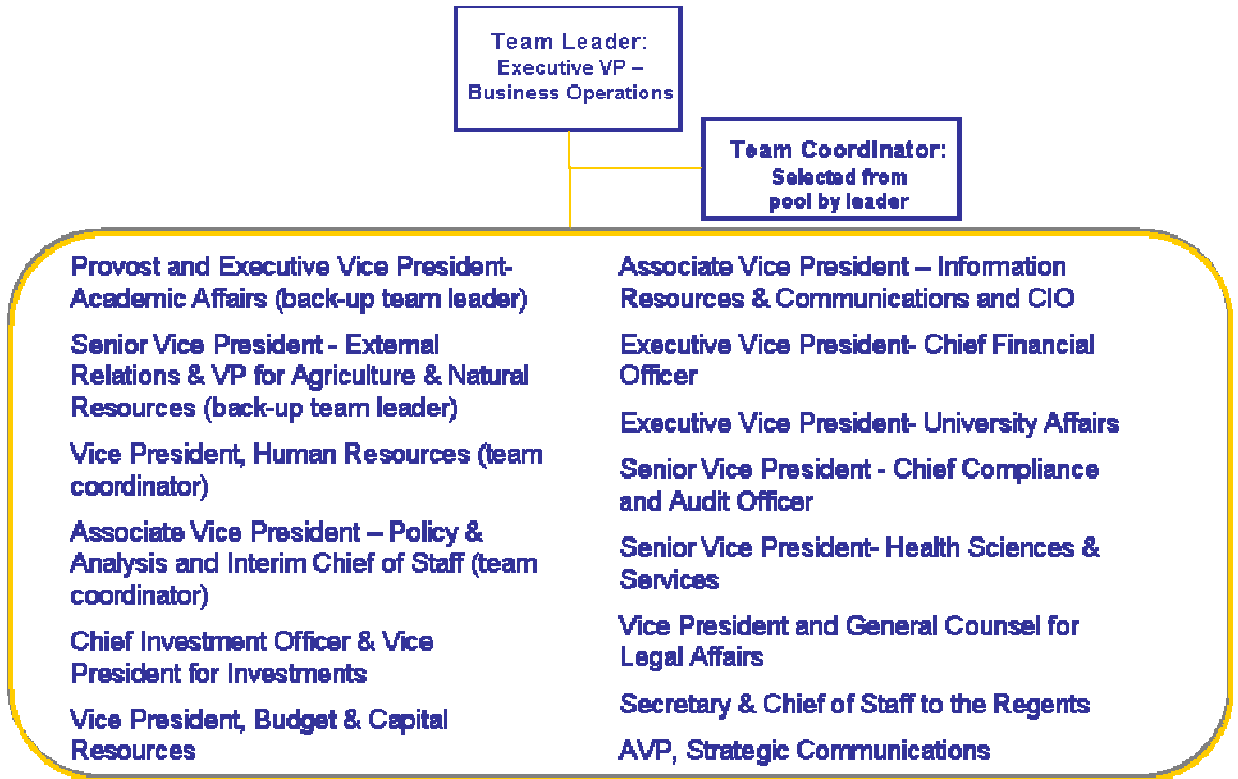 Team Leader:
Executive VP –
Business Operations
Team Coordinator:
Selected from
pool by leader
Provost and Executive Vice President-
Academic Affairs (back-up team leader)
Senior Vice President - External
Relations & VP for Agriculture & Natural
Resources (back-up team leader)
Vice President, Human Resources (team
coordinator)
Associate Vice President – Policy &
Analysis and Interim Chief of Staff (team
coordinator)
Chief Investment Officer & Vice
President for Investments
Vice President, Budget & Capital
Resources
Associate Vice President – Information
Resources & Communications and CIO
Executive Vice President- Chief Financial
Officer
Executive Vice President- University Affairs
Senior Vice President - Chief Compliance
and Audit Officer
Senior Vice President- Health Sciences &
Services
Vice President and General Counsel for
Legal Affairs
Secretary & Chief of Staff to the Regents
AVP, Strategic Communications